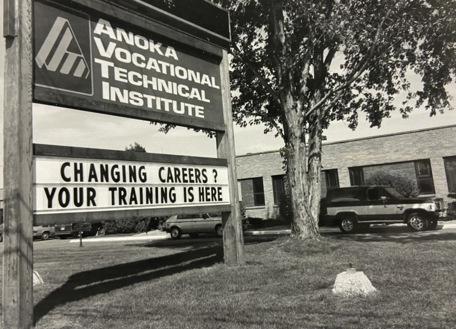 ANOKA
VOCATIONAL
TECHNICAL
INSTITUTE
CHANGING CAREERS ?
YOUR TRAINING IS HERE